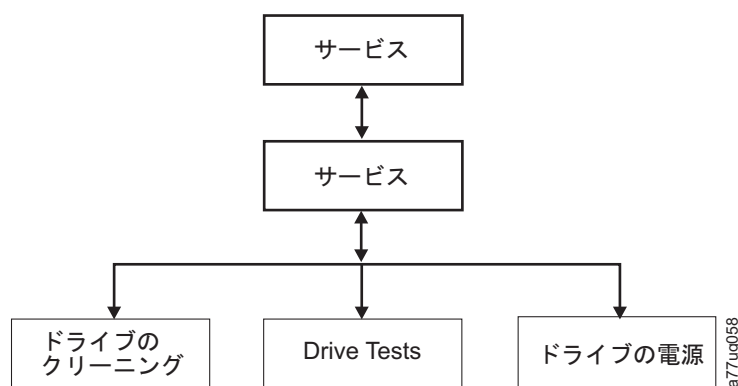 サービス
サービス
ドライブの
クリーニング
Drive Tests
ドライブの電源
a77ug058